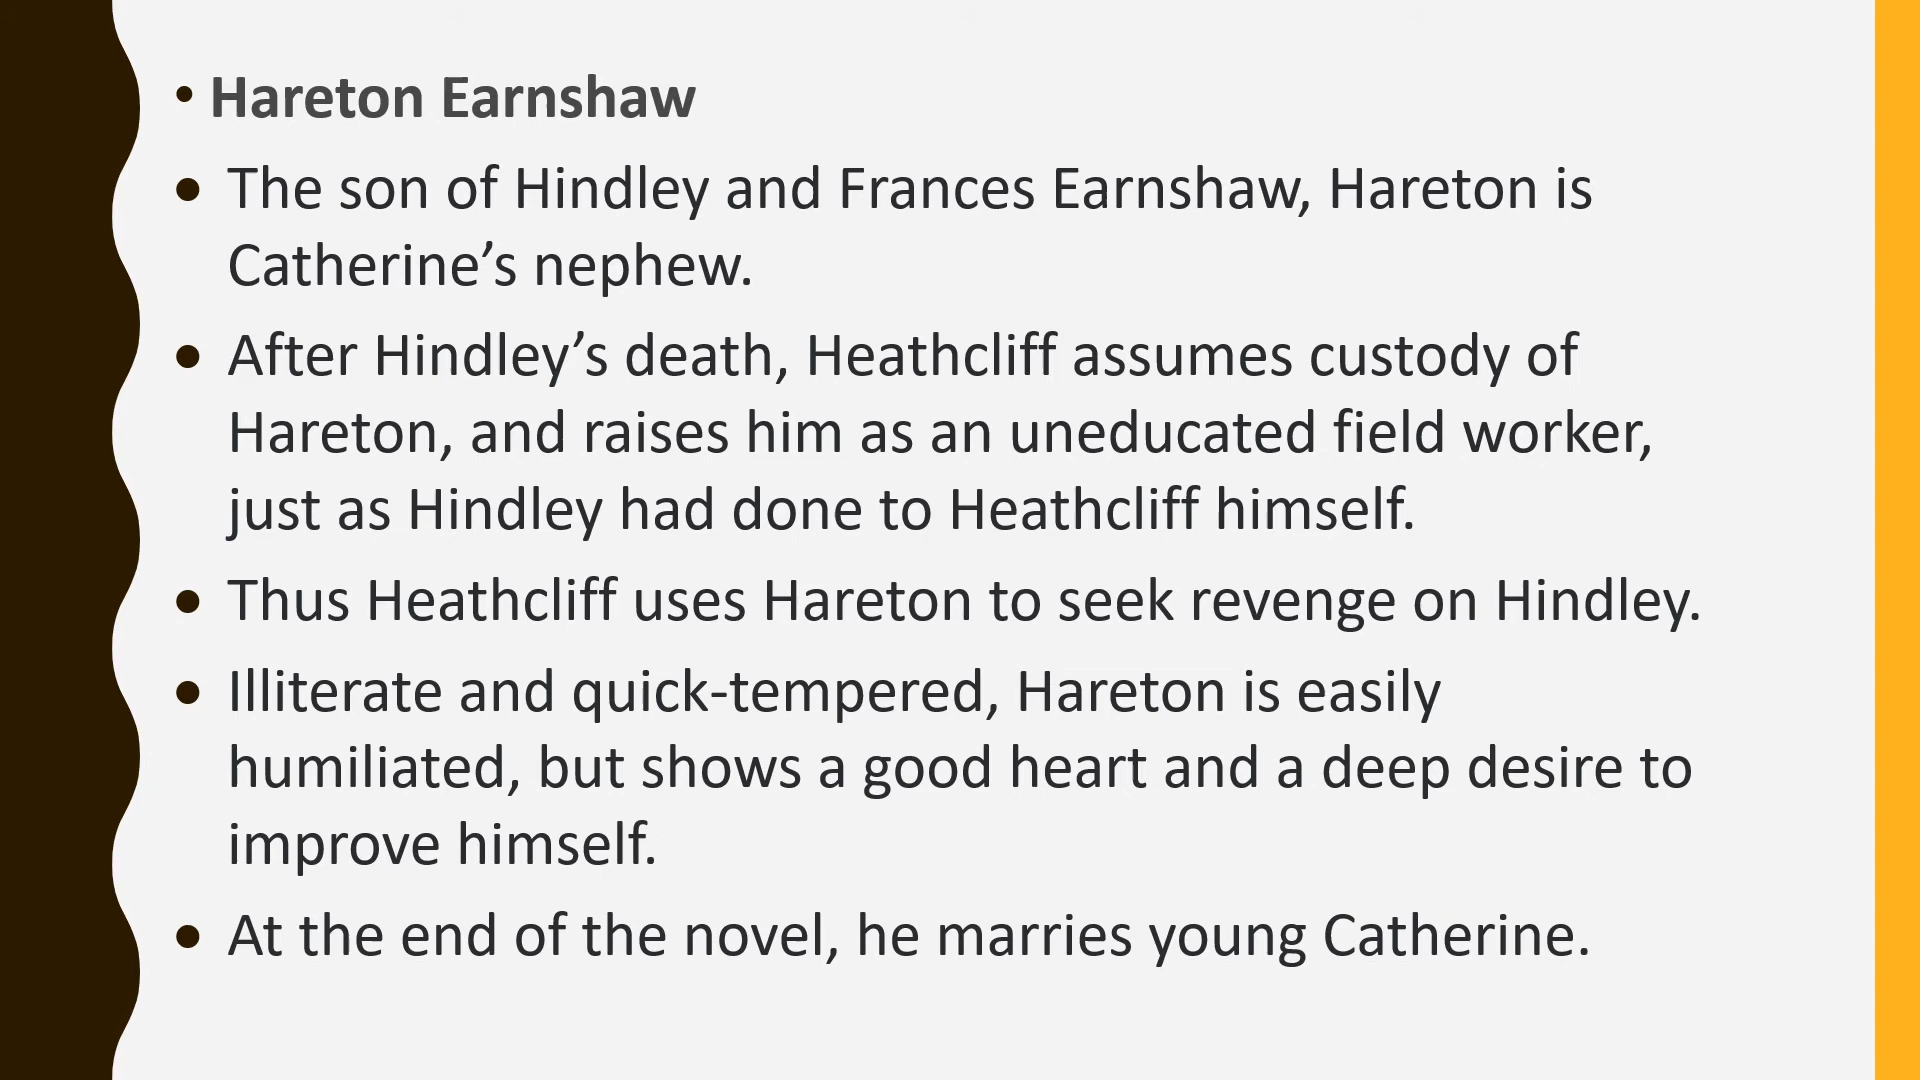 • Hareton Earnshaw
• The son of Hindley and Frances Earnshaw, Hareton is
Catherine’s nephew.
• After Hindley’s death, Heathcliff assumes custody of
Hareton, and raises him as an uneducated field worker,
just as Hindley had done to Heathcliff himself.
• Thus Heathcliff uses Hareton to seek revenge on Hindley.
• Illiterate and quick-tempered, Hareton is easily
humiliated, but shows a good heart and a deep desire to
improve himself.
• At the end of the novel, he marries young Catherine.